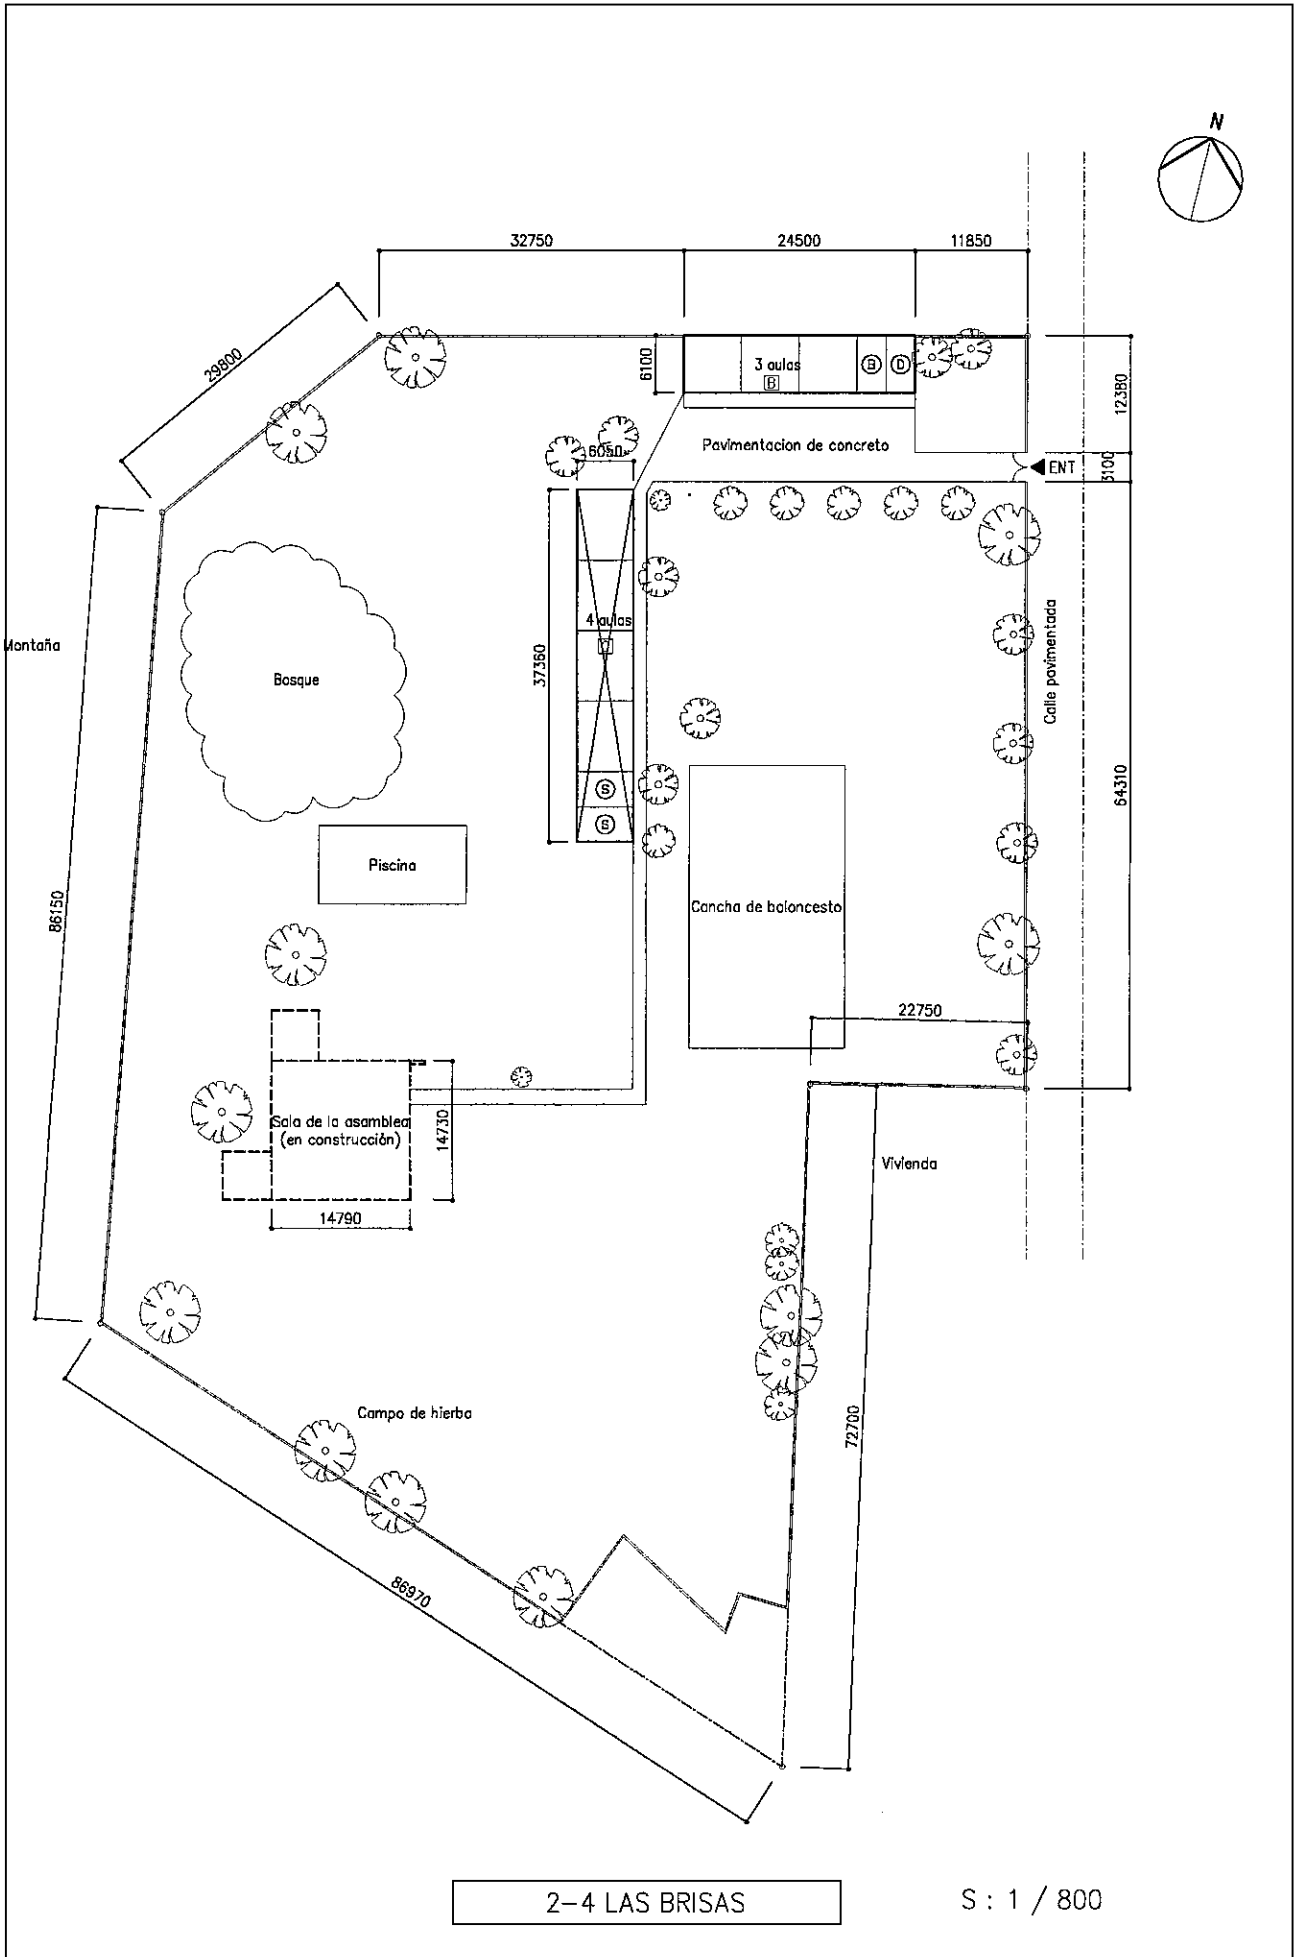 N
32750
24500
11850
29800
6100
3 aulas
B
B
D
12380
Pavimentacion de concreto
3100
ENT
6050
4 aulas
C
37360
S
S
Montaña
Bosque
Calle pavimentada
64310
Piscina
Cancha de baloncesto
86150
22750
Sala de la asamblea
(en construcción)
14730
14790
Vivienda
Campo de hierba
72700
86970
2-4 LAS BRISAS
S : 1 / 800